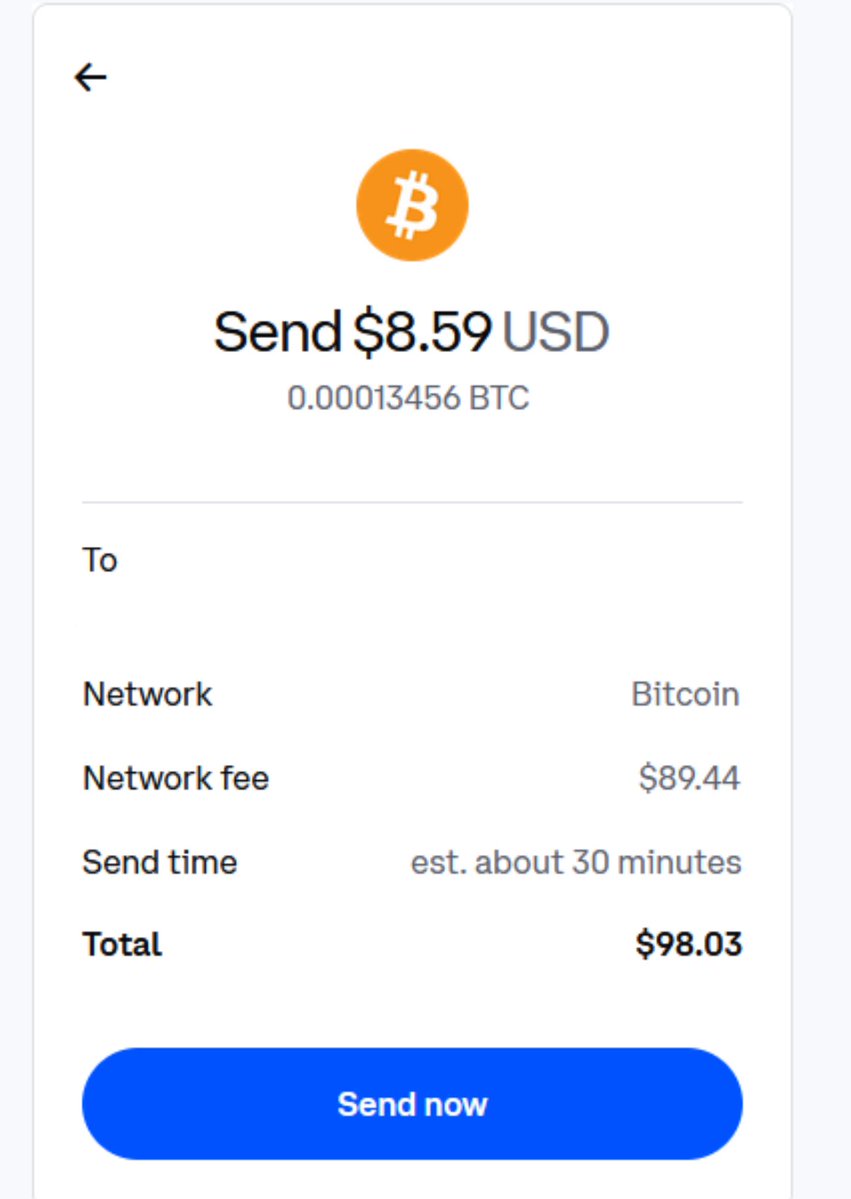 Send $8.59 USD
0.00013456 BTC
To
Network Bitcoin
Network fee $89.44
Send time est. about 30 minutes
Total $98.03
Send now